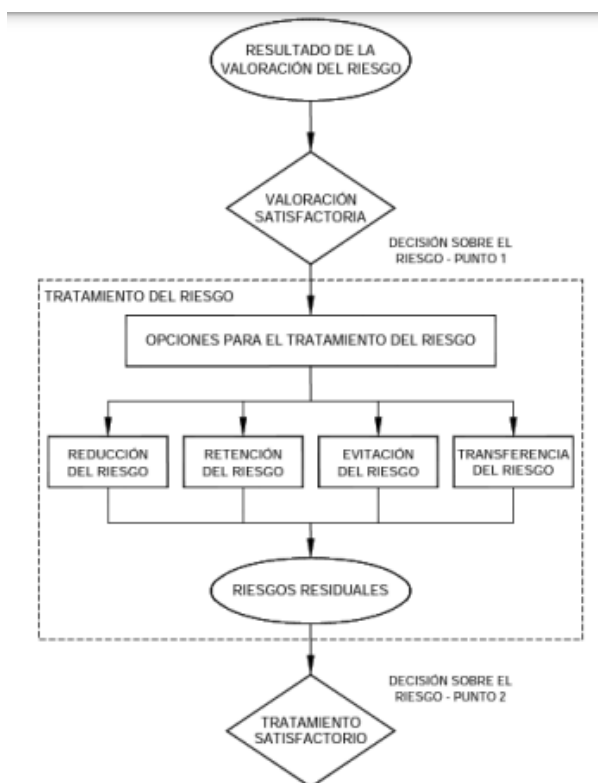 RESULTADO DE LA
VALORACIÓN DEL RIESGO
VALORACIÓN
SATISFACTORIA
DECISIÓN SOBRE EL
RIESGO - PUNTO 1
TRATAMIENTO DEL RIESGO
OPCIONES PARA EL TRATAMIENTO DEL RIESGO
REDUCCIÓN
DEL RIESGO
RETENCIÓN
DEL RIESGO
EVITACIÓN
DEL RIESGO
TRANSFERENCIA
DEL RIESGO
RIESGOS RESIDUALES
DECISIÓN SOBRE EL
RIESGO - PUNTO 2
TRATAMIENTO
SATISFACTORIO